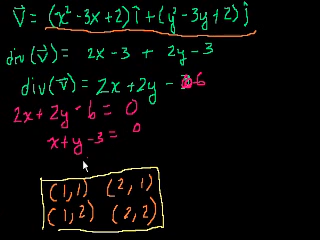 V⃗ = (x² - 3x + 2) î + (y² - 3y + 2) ĵ
div(V⃗) = 2x - 3 + 2y - 3
div(V⃗) = 2x + 2y - 6
2x + 2y - 6 = 0
x + y - 3 = 0
(1,1) (2,1)
(1,2) (2,2)